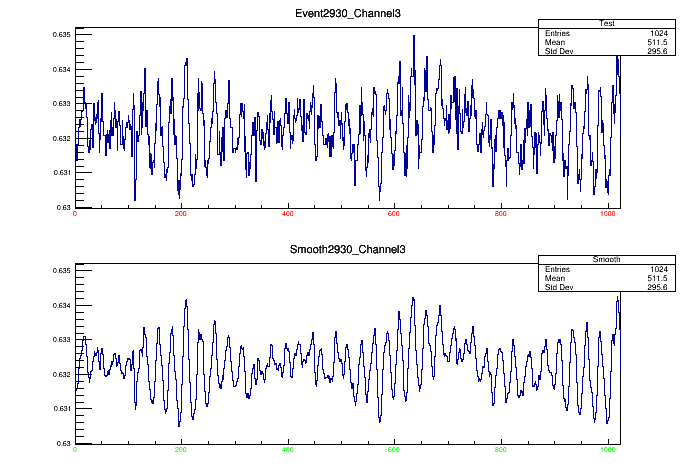 Event2930_Channel3
Test
Entries 1024
Mean 511.5
Std Dev 295.6
0.635
0.634
0.633
0.632
0.631
0.63
0 200 400 600 800 1000
Smooth2930_Channel3
Smooth
Entries 1024
Mean 511.5
Std Dev 295.6
0.635
0.634
0.633
0.632
0.631
0.63
0 200 400 600 800 1000